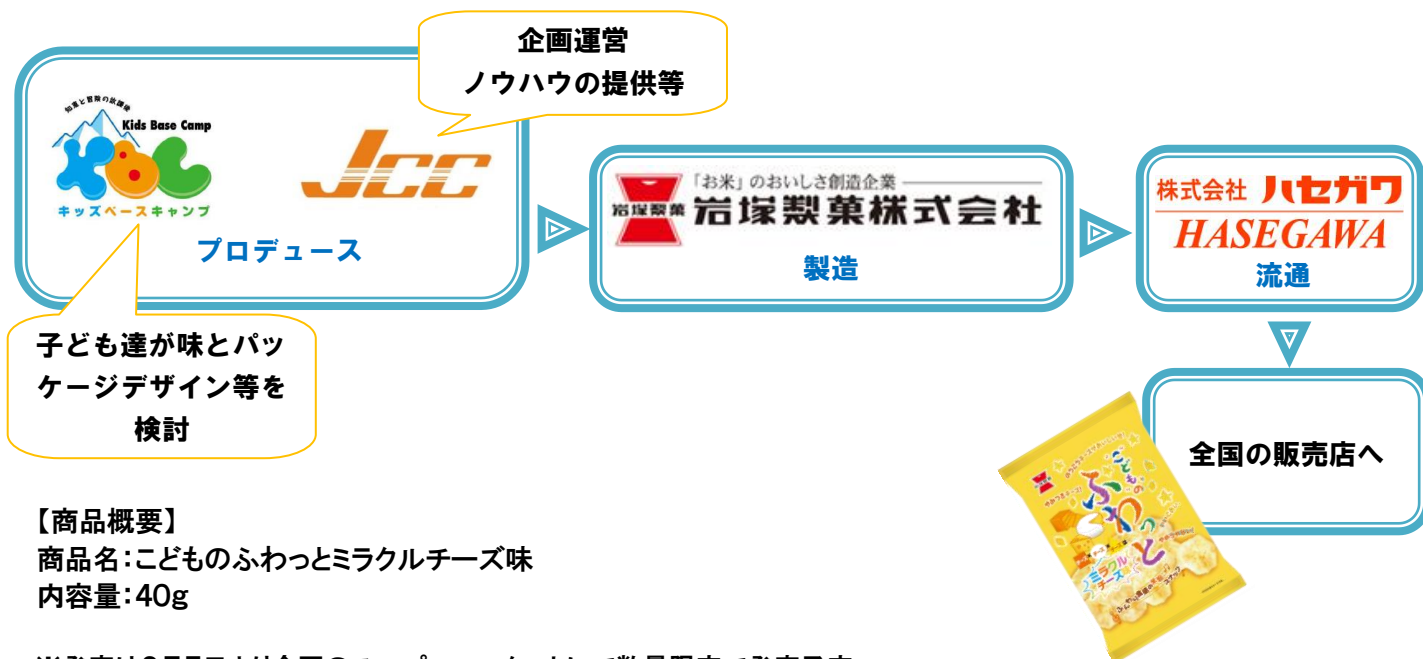 企画運営
ノウハウの提供等
知恵と冒険の放課後
Kids Base Camp
キッズベースキャンプ
JCC
プロデュース
「お米」のおいしさ創造企業
岩塚製菓
岩塚製菓株式会社
製造
株式会社 ハセガワ
HASEGAWA
流通
子ども達が味とパッ
ケージデザイン等を
検討
全国の販売店へ
こどもの
ふわっと
ミラクル
チーズ味
【商品概要】
商品名：こどものふわっとミラクルチーズ味
内容量：40g